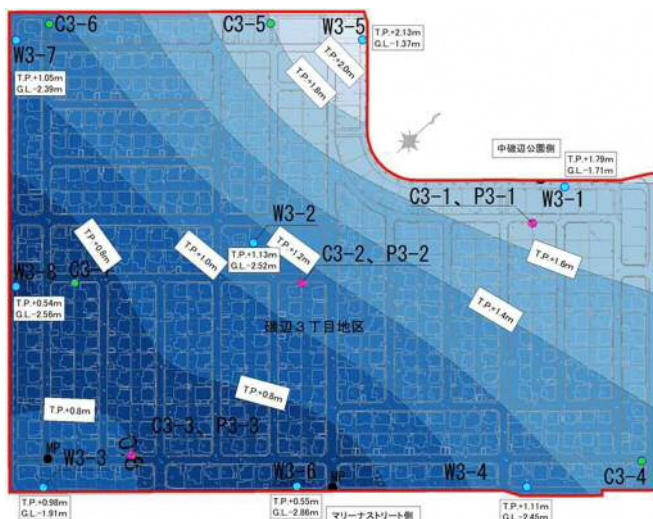 C3-6
C3-5
W3-5
T.P.+2.13m
G.L.-1.37m
W3-7
T.P.+1.05m
G.L.-2.39m
T.P.+2.0m
T.P.+1.8m
中磯辺公園側
T.P.+1.79m
G.L.-1.71m
C3-1、P3-1
W3-1
W3-2
T.P.+1.13m
G.L.-2.52m
T.P.+0.8m
T.P.+1.0m
T.P.+1.2m
C3-2、P3-2
T.P.+1.6m
W3-8
T.P.+0.54m
G.L.-2.56m
T.P.+1.4m
磯辺3丁目地区
T.P.+0.8m
T.P.+0.8m
C3-3、P3-3
MP
W3-3
W3-6
MP
W3-4
C3-4
T.P.+0.98m
G.L.-1.91m
T.P.+0.55m
G.L.-2.86m
マリーナストリート側
T.P.+1.11m
G.L.-2.45m